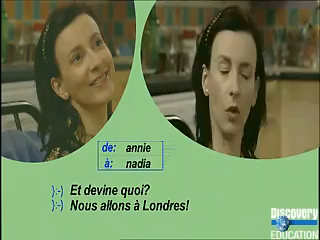 de: annie
à: nadia
}:-) Et devine quoi?
}:-) Nous allons à Londres!
Discovery
EDUCATION